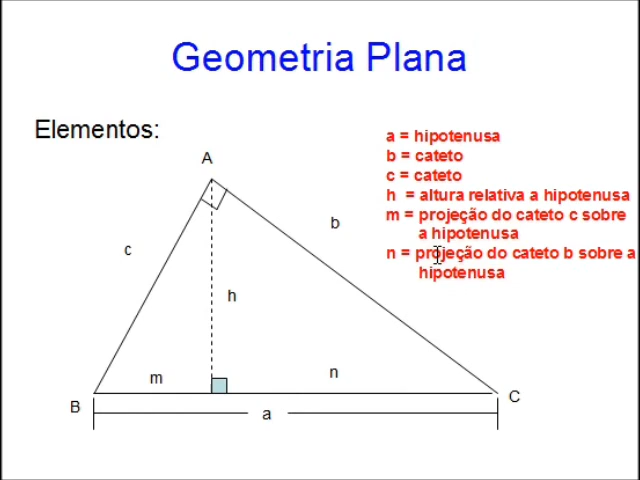 Geometria Plana
Elementos:
a = hipotenusa
b = cateto
c = cateto
h = altura relativa a hipotenusa
m = projeção do cateto c sobre
a hipotenusa
n = projeção do cateto b sobre a
hipotenusa
A
b
c
h
m
n
B
C
a